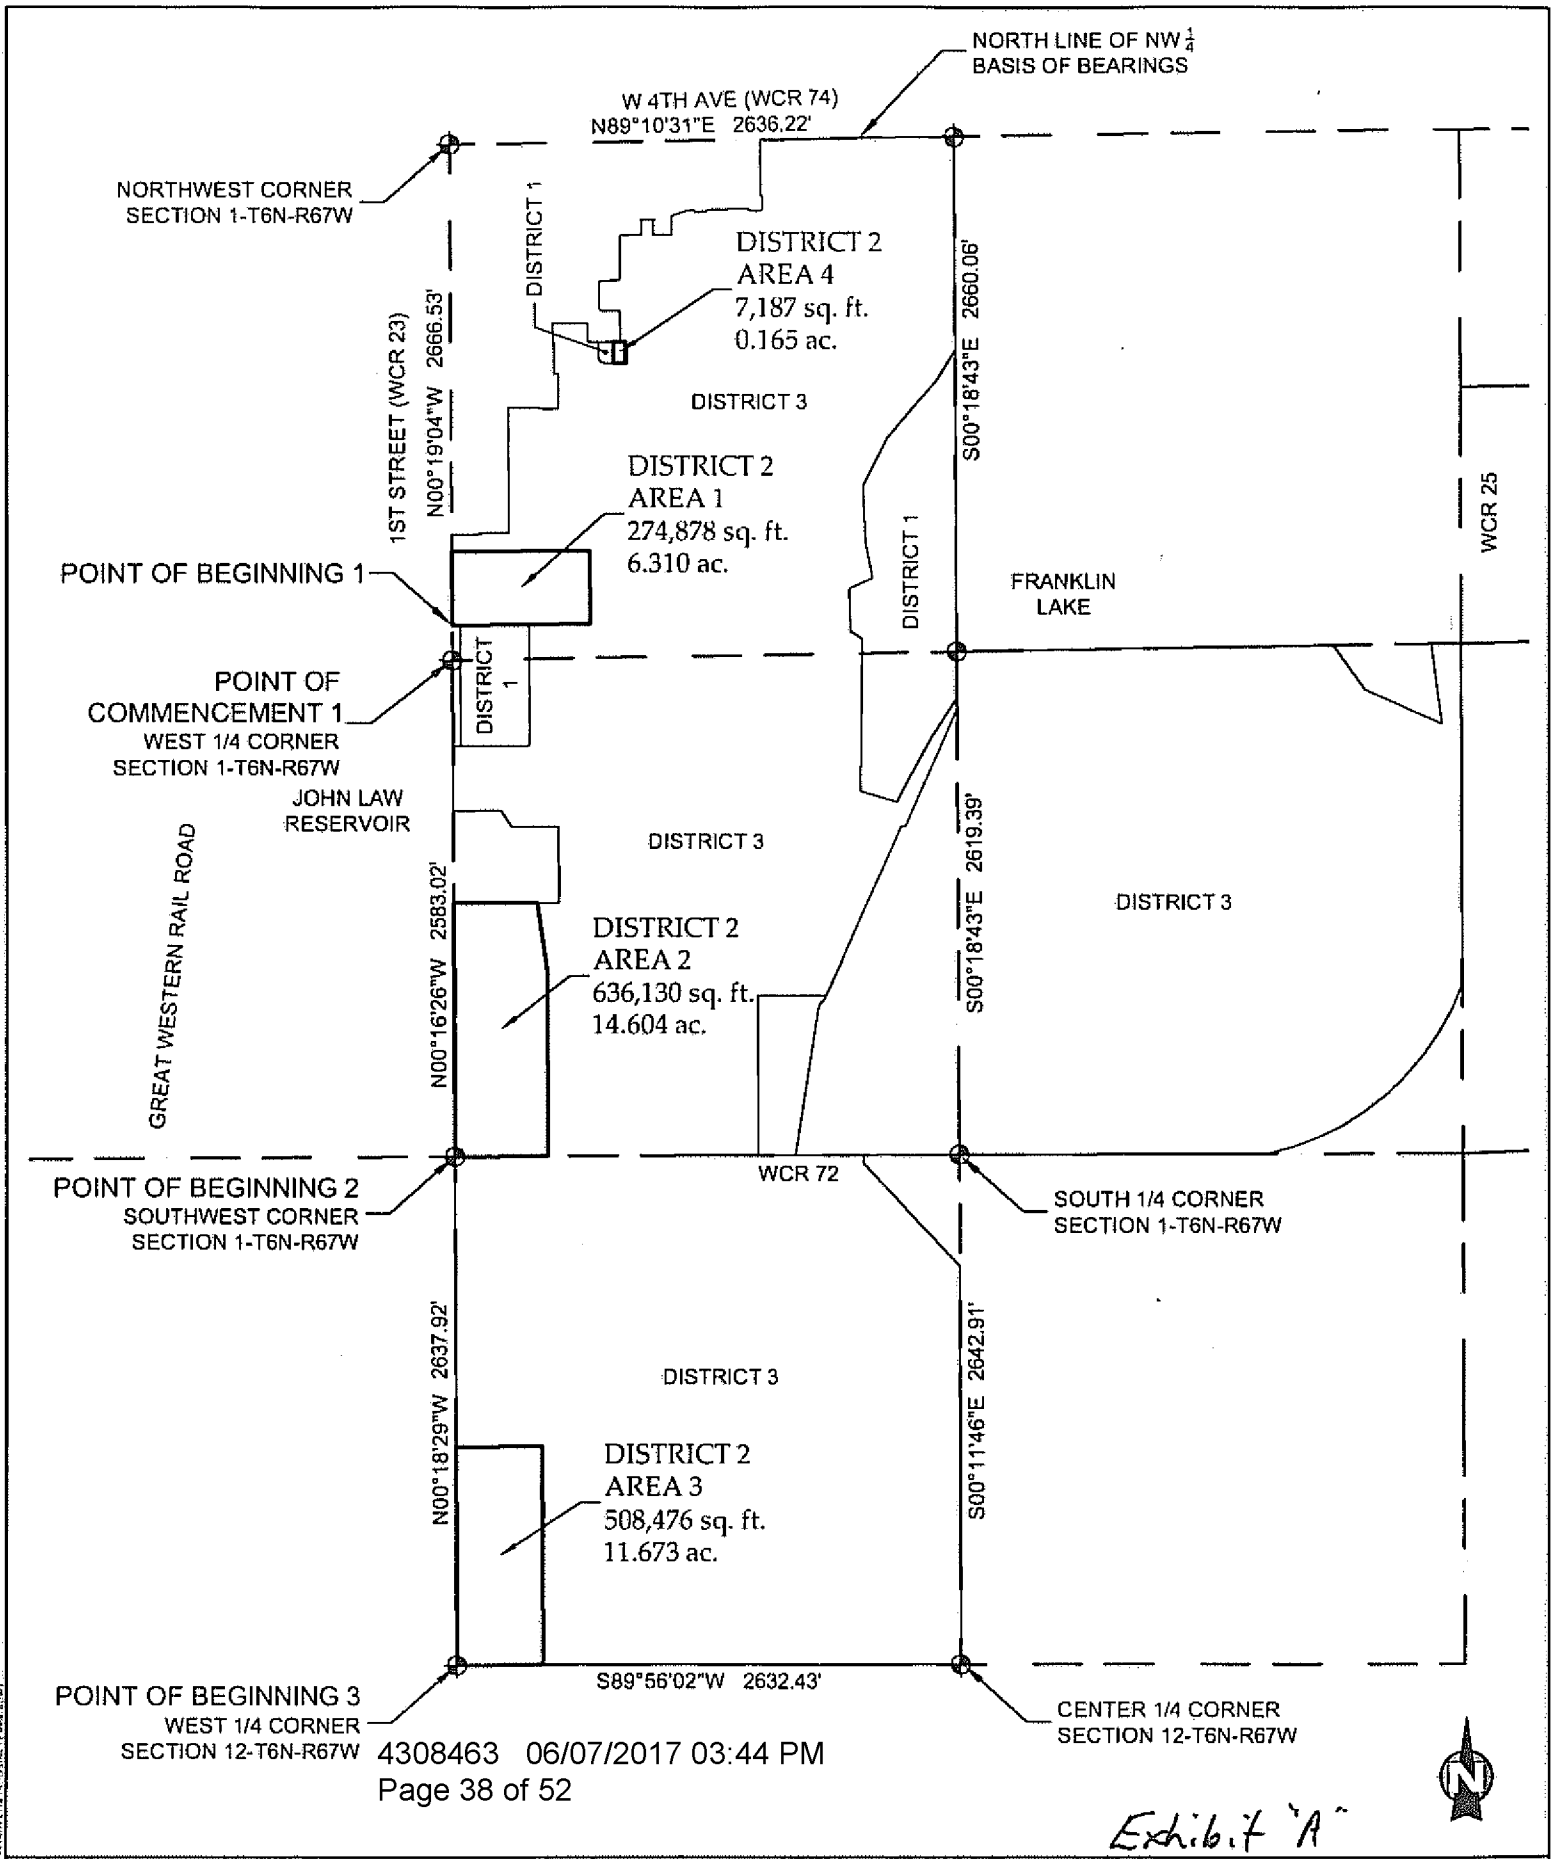 NORTH LINE OF NW 1/4
BASIS OF BEARINGS
W 4TH AVE (WCR 74)
N89°10'31"E 2636.22'
NORTHWEST CORNER
SECTION 1-T6N-R67W
DISTRICT 1
DISTRICT 2
AREA 4
7,187 sq. ft.
0.165 ac.
1ST STREET (WCR 23)
N00°19'04"W 2666.53'
S00°18'43"E 2660.06'
DISTRICT 3
DISTRICT 2
AREA 1
274,878 sq. ft.
6.310 ac.
WCR 25
POINT OF BEGINNING 1
DISTRICT 1
FRANKLIN
LAKE
DISTRICT
1
POINT OF
COMMENCEMENT 1
WEST 1/4 CORNER
SECTION 1-T6N-R67W
JOHN LAW
RESERVOIR
GREAT WESTERN RAIL ROAD
DISTRICT 3
N00°16'26"W 2583.02'
S00°18'43"E 2619.39'
DISTRICT 3
DISTRICT 2
AREA 2
636,130 sq. ft.
14.604 ac.
WCR 72
POINT OF BEGINNING 2
SOUTHWEST CORNER
SECTION 1-T6N-R67W
SOUTH 1/4 CORNER
SECTION 1-T6N-R67W
N00°18'29"W 2637.92'
S00°11'46"E 2642.91'
DISTRICT 3
DISTRICT 2
AREA 3
508,476 sq. ft.
11.673 ac.
S89°56'02"W 2632.43'
POINT OF BEGINNING 3
WEST 1/4 CORNER
SECTION 12-T6N-R67W
CENTER 1/4 CORNER
SECTION 12-T6N-R67W
4308463 06/07/2017 03:44 PM
Page 38 of 52
N
Exhibit "A"